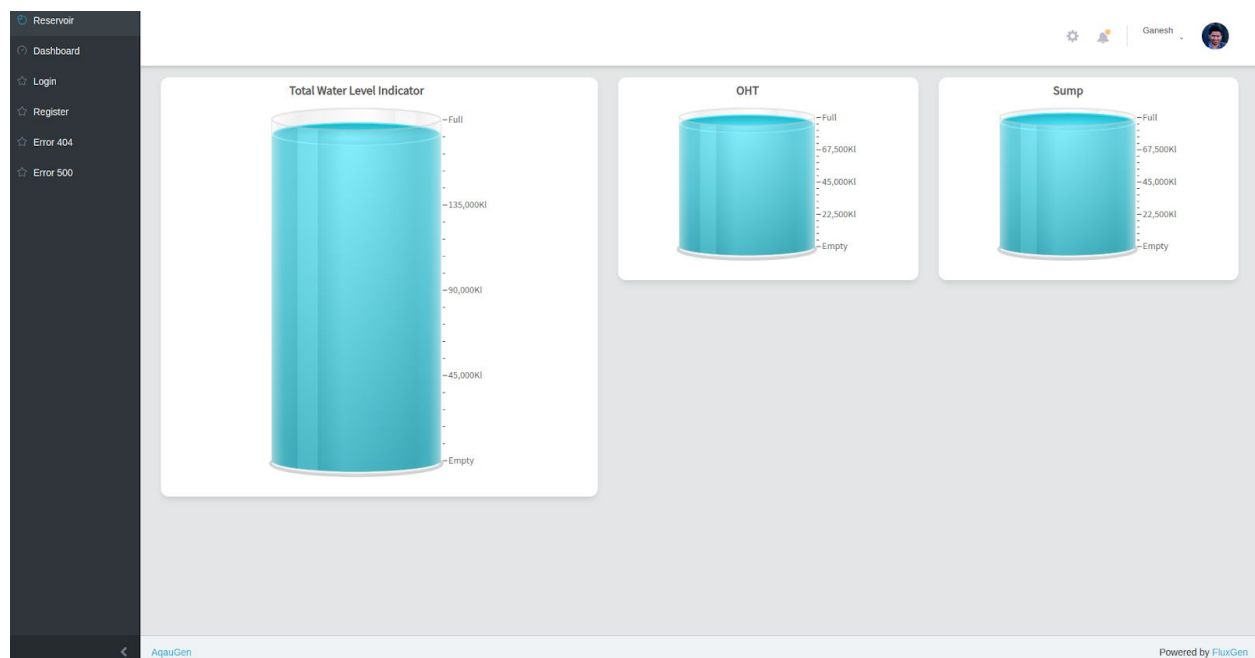 Reservoir
Dashboard
Login
Register
Error 404
Error 500
Ganesh
Total Water Level Indicator
Full
135,000Kl
90,000Kl
45,000Kl
Empty
OHT
Full
67,500Kl
45,000Kl
22,500Kl
Empty
Sump
Full
67,500Kl
45,000Kl
22,500Kl
Empty
AqauGen
Powered by FluxGen